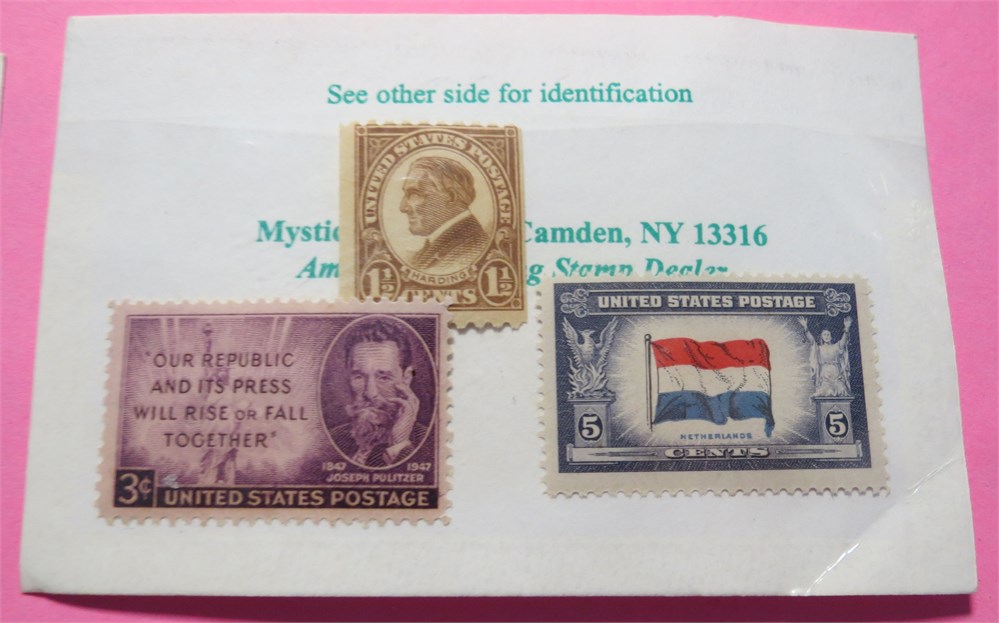 See other side for identification
UNITED STATES POSTAGE
HARDING
1½ CENTS 1½
Mystic Camden, NY 13316
Stamp Dealer
"OUR REPUBLIC
AND ITS PRESS
WILL RISE OR FALL
TOGETHER"
1847 1947
JOSEPH PULITZER
3¢ UNITED STATES POSTAGE
UNITED STATES POSTAGE
5 5
NETHERLANDS
CENTS